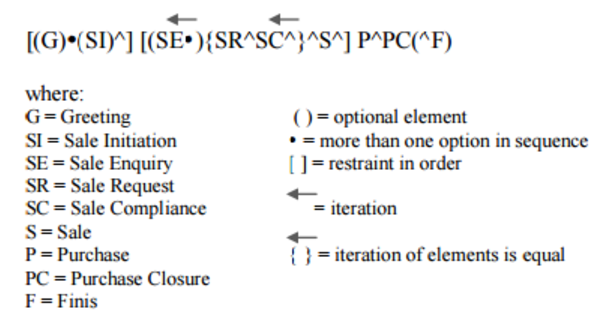 [(G)•(SI)^] [(SE•){SR^SC^}^S^] P^PC(^F)
where:
G = Greeting
SI = Sale Initiation
SE = Sale Enquiry
SR = Sale Request
SC = Sale Compliance
S = Sale
P = Purchase
PC = Purchase Closure
F = Finis
( ) = optional element
• = more than one option in sequence
[ ] = restraint in order
← = iteration
← { } = iteration of elements is equal